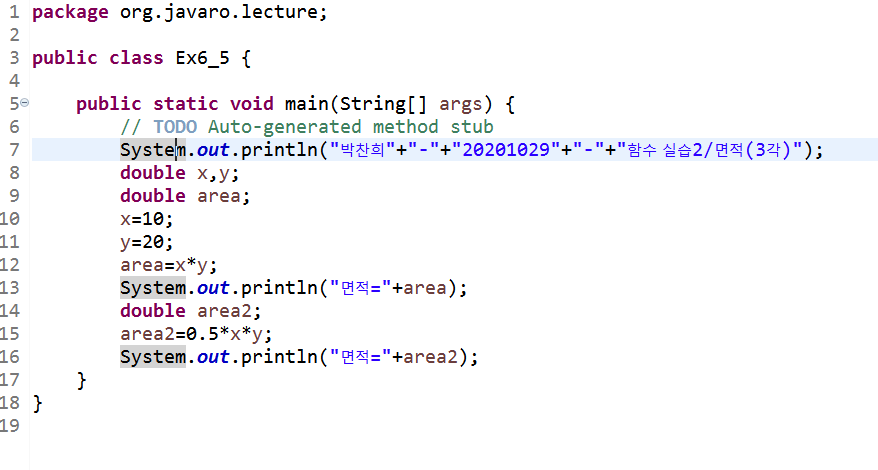 1 package org.javaro.lecture;
2
3 public class Ex6_5 {
4
5 public static void main(String[] args) {
6 // TODO Auto-generated method stub
7 System.out.println("박찬희"+"-"+"20201029"+"-"+"함수 실습2/면적(3각)");
8 double x,y;
9 double area;
10 x=10;
11 y=20;
12 area=x*y;
13 System.out.println("면적="+area);
14 double area2;
15 area2=0.5*x*y;
16 System.out.println("면적="+area2);
17 }
18 }
19